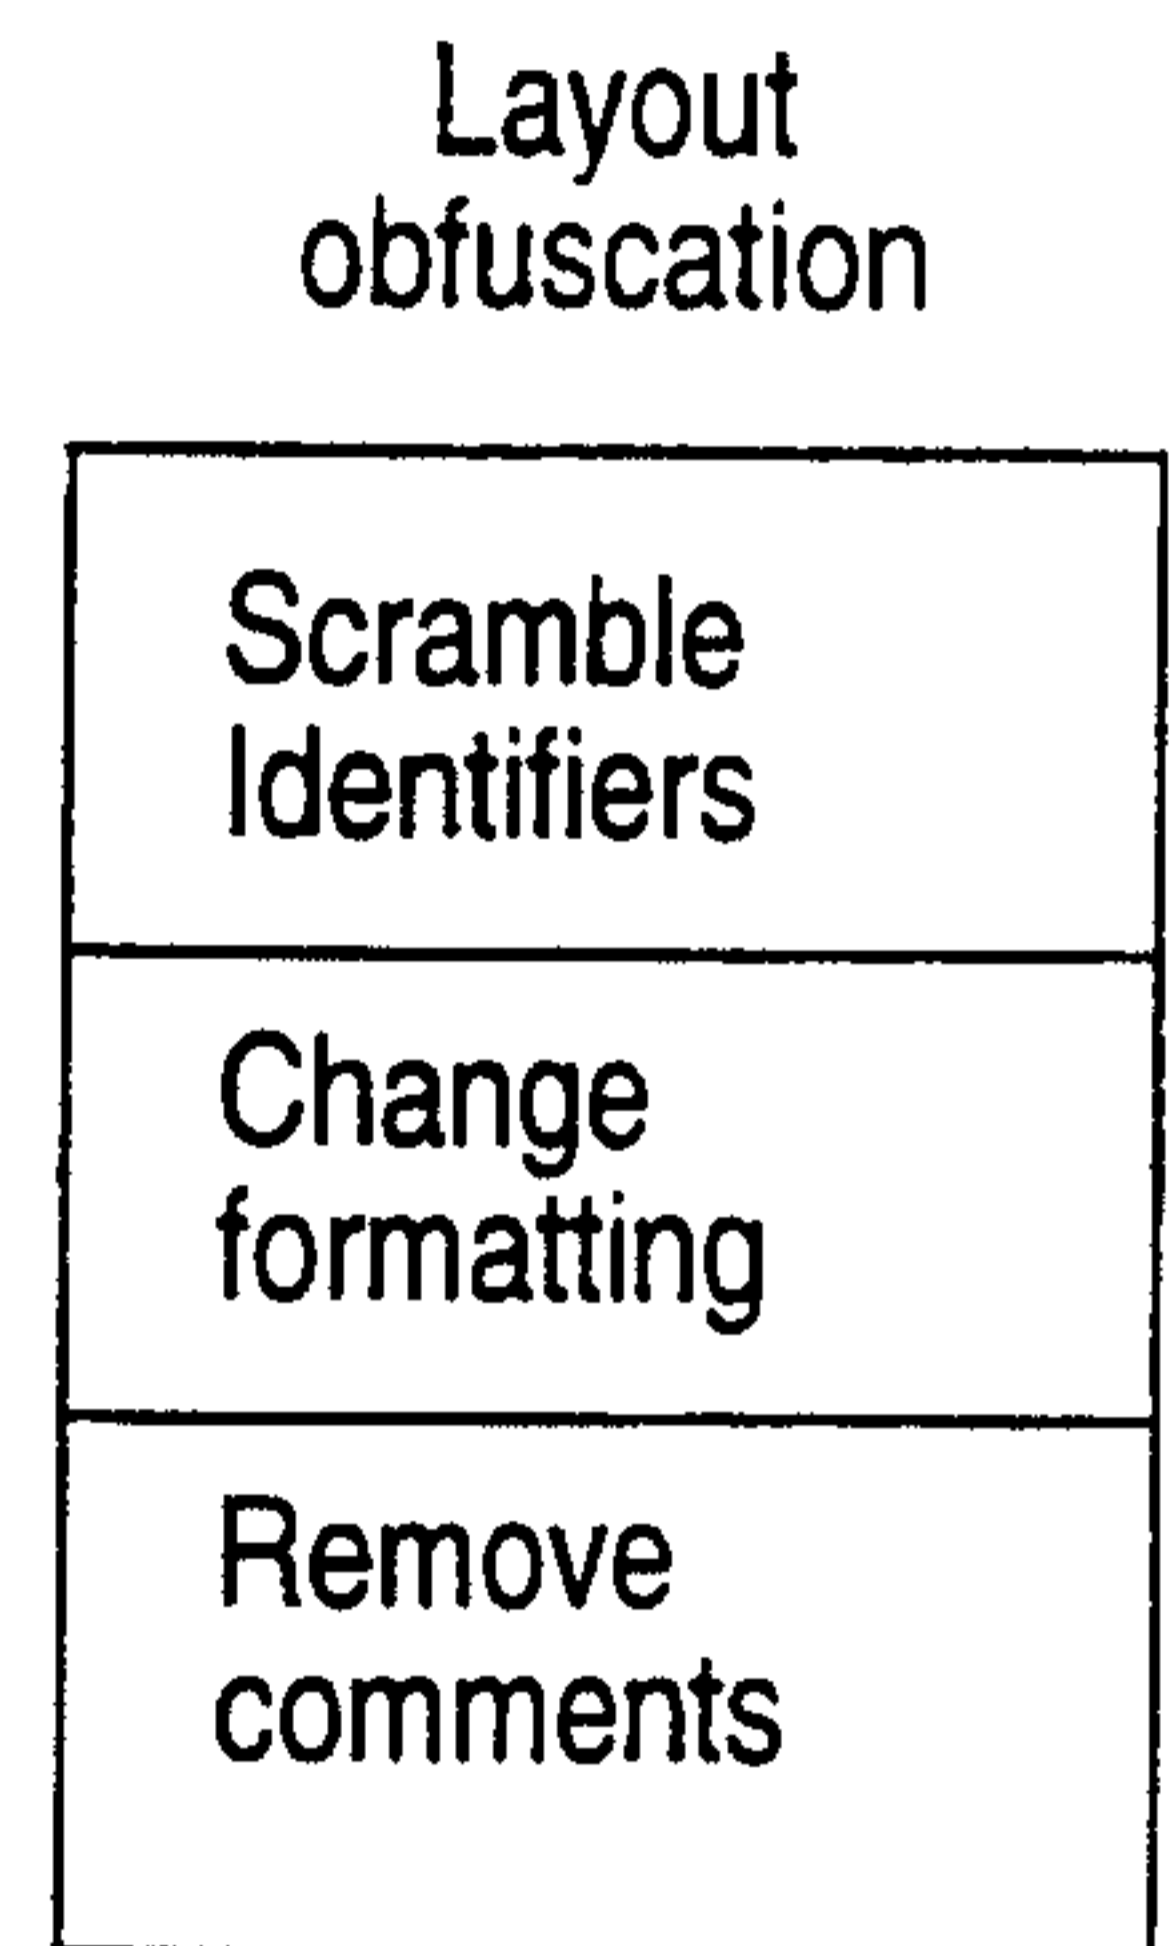 Layout
obfuscation
Scramble
Identifiers
Change
formatting
Remove
comments